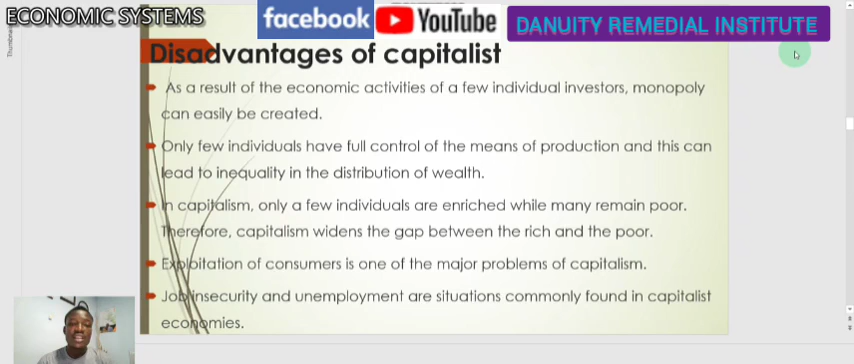 ECONOMIC SYSTEMS
facebook
YouTube
DANUITY REMEDIAL INSTITUTE
Disadvantages of capitalist
As a result of the economic activities of a few individual investors, monopoly
can easily be created.
Only few individuals have full control of the means of production and this can
lead to inequality in the distribution of wealth.
In capitalism, only a few individuals are enriched while many remain poor.
Therefore, capitalism widens the gap between the rich and the poor.
Exploitation of consumers is one of the major problems of capitalism.
Job insecurity and unemployment are situations commonly found in capitalist
economies.